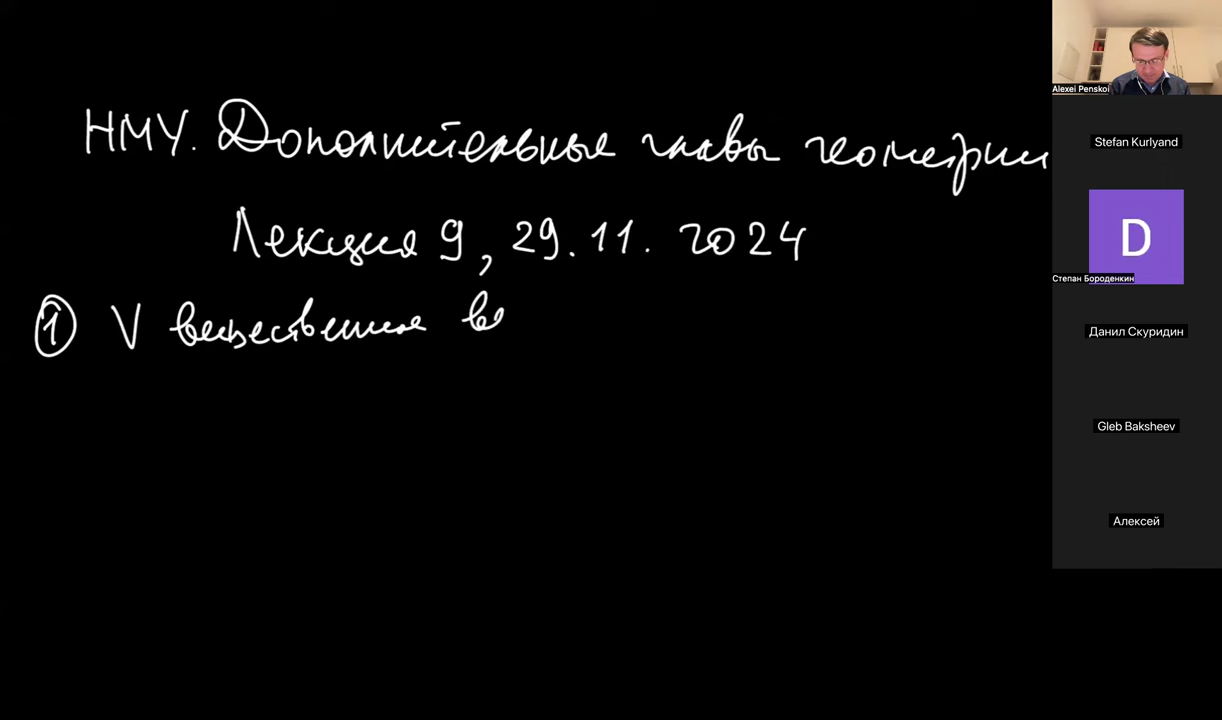 НМУ. Дополнительные главы геометрии
Лекция 9, 29.11.2024
① V вещественное ве
Alexei Penskoi
Stefan Kurlyand
D
Степан Бороденкин
Данил Скуридин
Gleb Baksheev
Алексей